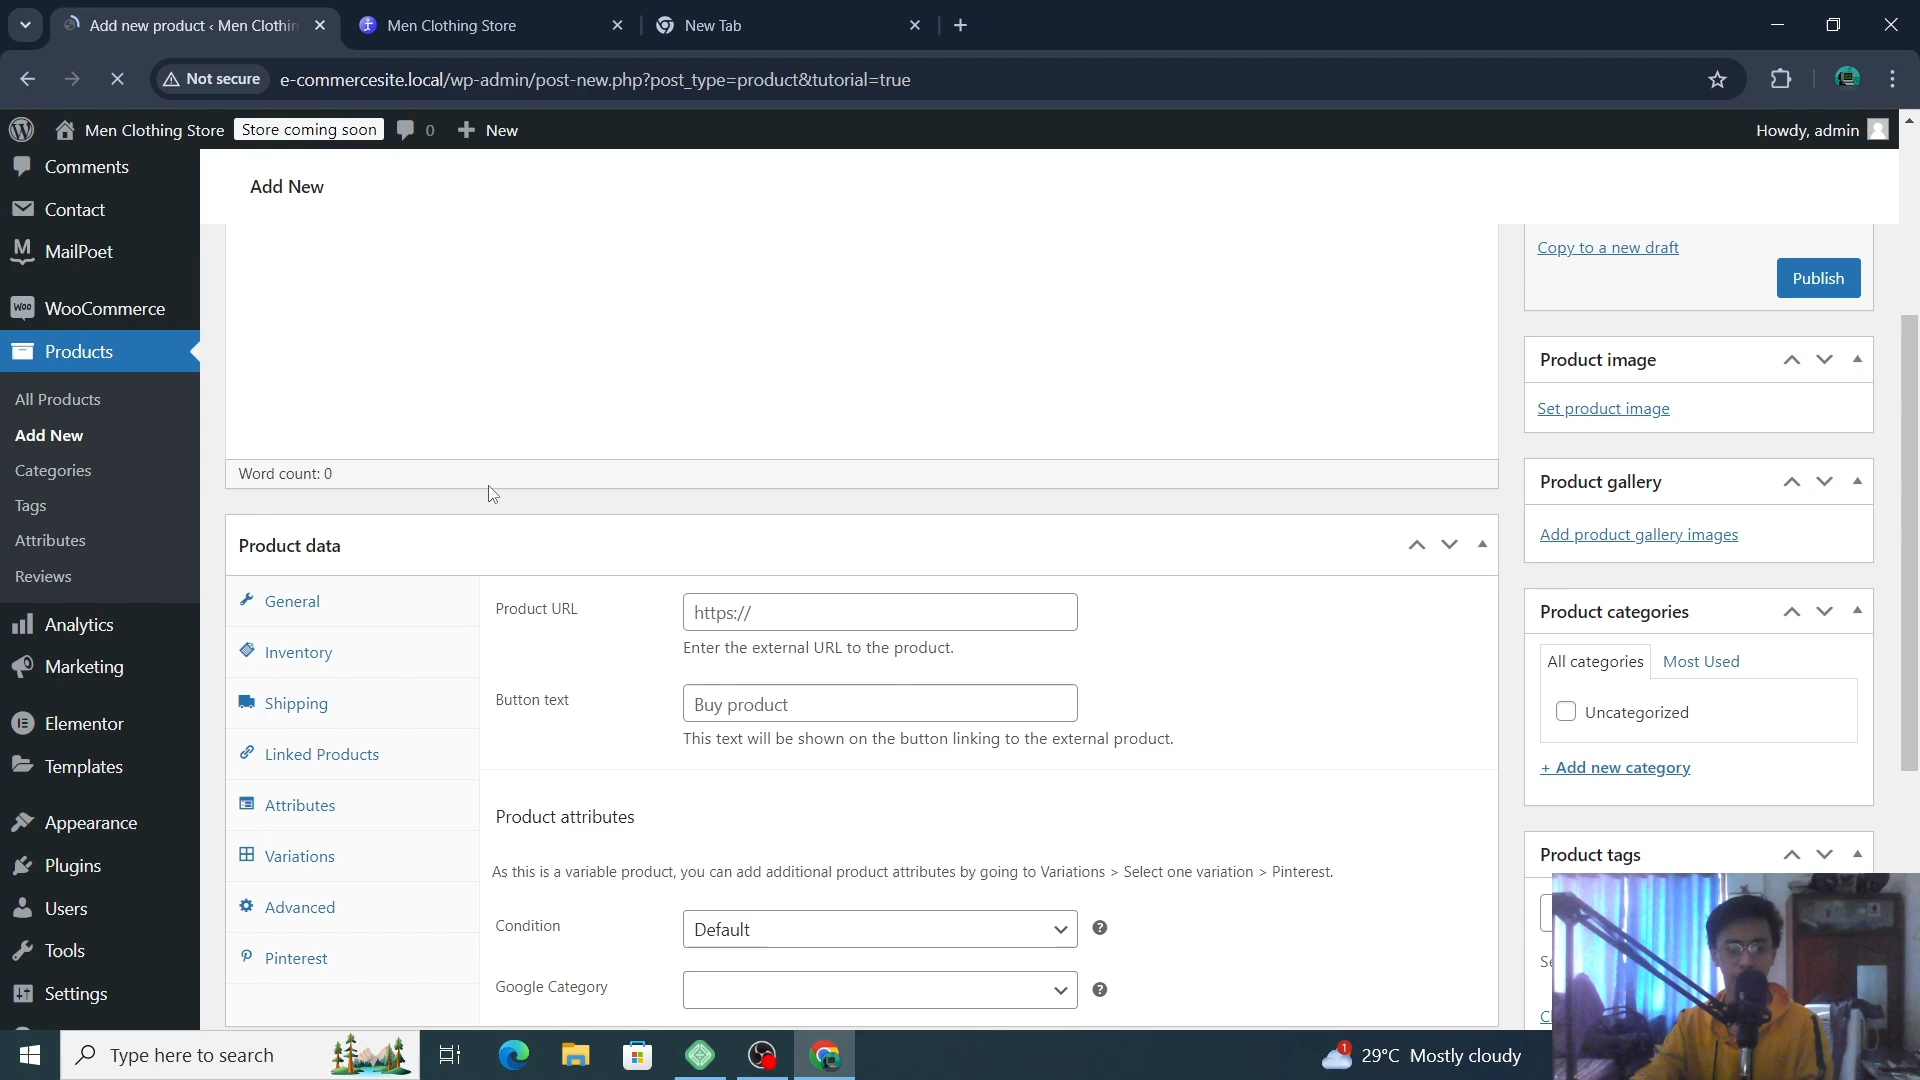 Add new product ‹ Men Clothin
Men Clothing Store
New Tab
Not secure
e-commercesite.local/wp-admin/post-new.php?post_type=product&tutorial=true
Men Clothing Store
Store coming soon
0
New
Howdy, admin
Comments
Contact
MailPoet
WooCommerce
Products
All Products
Add New
Categories
Tags
Attributes
Reviews
Analytics
Marketing
Elementor
Templates
Appearance
Plugins
Users
Tools
Settings
Add New
Word count: 0
Product data
General
Inventory
Shipping
Linked Products
Attributes
Variations
Advanced
Pinterest
Product URL
https://
Enter the external URL to the product.
Button text
Buy product
This text will be shown on the button linking to the external product.
Product attributes
As this is a variable product, you can add additional product attributes by going to Variations > Select one variation > Pinterest.
Condition
Default
Google Category
Copy to a new draft
Publish
Product image
Set product image
Product gallery
Add product gallery images
Product categories
All categories
Most Used
Uncategorized
+ Add new category
Product tags
Type here to search
1
29°C Mostly cloudy